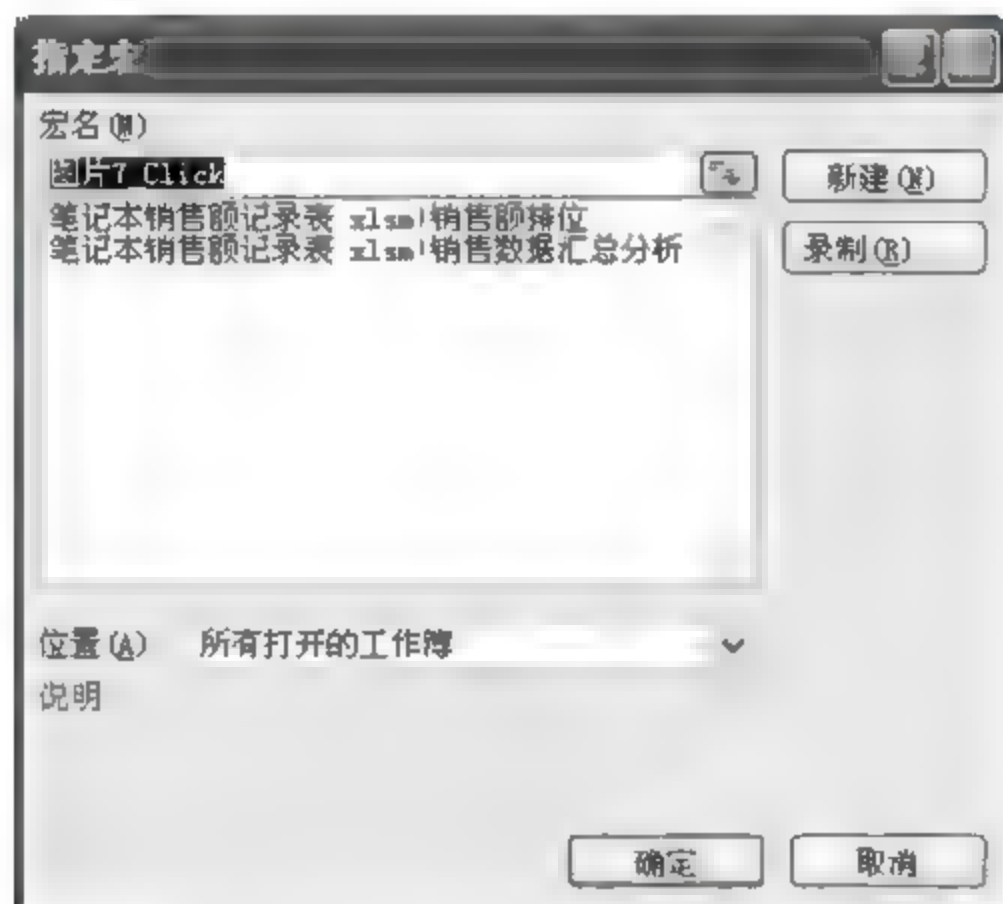 指定宏
宏名(M)
图片7_Click
新建(N)
笔记本销售额记录表.xlsm!销售额排位
笔记本销售额记录表.xlsm!销售数据汇总分析
录制(R)
位置(A) 所有打开的工作簿
说明
确定 取消